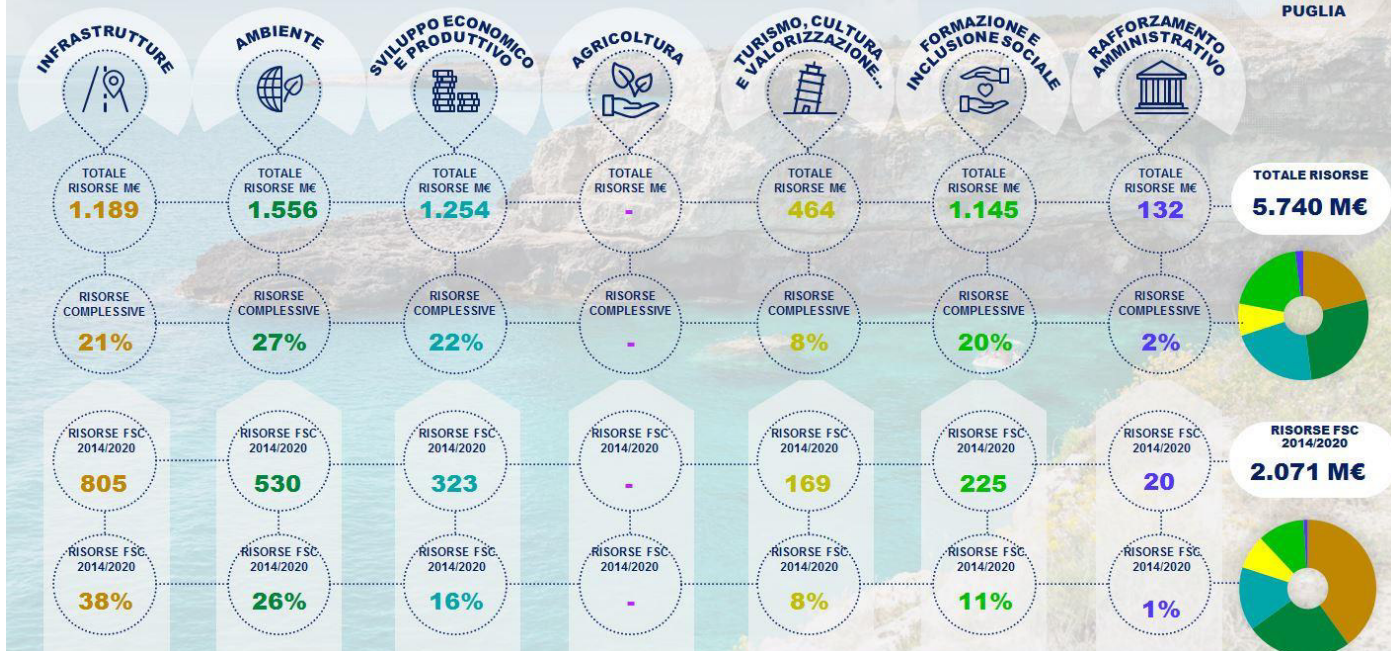 PUGLIA
INFRASTRUTTURE
AMBIENTE
SVILUPPO ECONOMICO
E PRODUTTIVO
AGRICOLTURA
TURISMO, CULTURA
E VALORIZZAZIONE...
FORMAZIONE E
INCLUSIONE SOCIALE
RAFFORZAMENTO
AMMINISTRATIVO
TOTALE
RISORSE M€
1.189
TOTALE
RISORSE M€
1.556
TOTALE
RISORSE M€
1.254
TOTALE
RISORSE M€
-
TOTALE
RISORSE M€
464
TOTALE
RISORSE M€
1.145
TOTALE
RISORSE M€
132
TOTALE RISORSE
5.740 M€
RISORSE
COMPLESSIVE
21%
RISORSE
COMPLESSIVE
27%
RISORSE
COMPLESSIVE
22%
RISORSE
COMPLESSIVE
-
RISORSE
COMPLESSIVE
8%
RISORSE
COMPLESSIVE
20%
RISORSE
COMPLESSIVE
2%
RISORSE FSC
2014/2020
805
RISORSE FSC
2014/2020
530
RISORSE FSC
2014/2020
323
RISORSE FSC
2014/2020
-
RISORSE FSC
2014/2020
169
RISORSE FSC
2014/2020
225
RISORSE FSC
2014/2020
20
RISORSE FSC
2014/2020
2.071 M€
RISORSE FSC
2014/2020
38%
RISORSE FSC
2014/2020
26%
RISORSE FSC
2014/2020
16%
RISORSE FSC
2014/2020
-
RISORSE FSC
2014/2020
8%
RISORSE FSC
2014/2020
11%
RISORSE FSC
2014/2020
1%